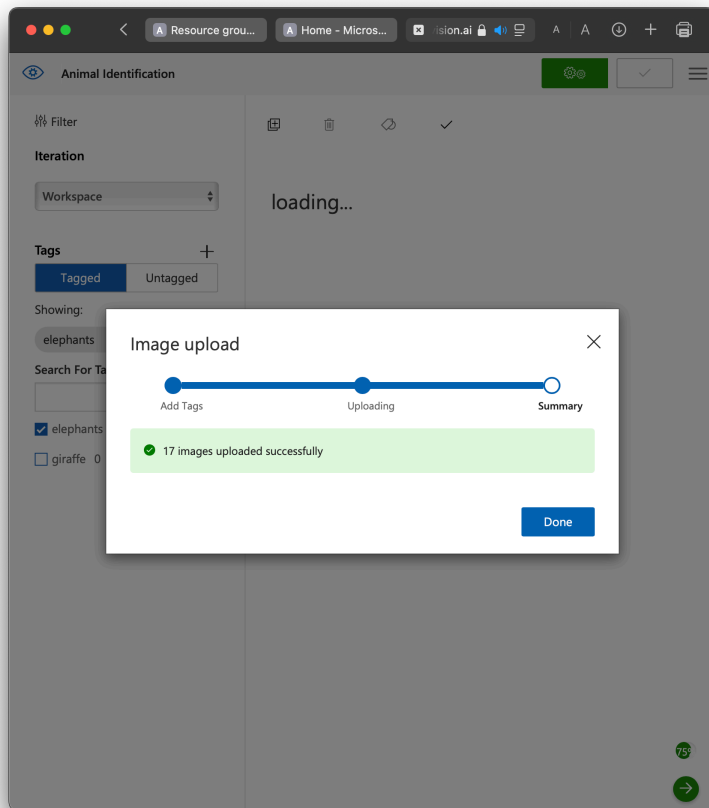 A Resource grou...
A Home - Micros...
ision.ai
A
A
Animal Identification
Filter
Iteration
Workspace
Tags
Tagged
Untagged
Showing:
elephants
Search For Ta
elephants
giraffe 0
loading...
Image upload
Add Tags
Uploading
Summary
17 images uploaded successfully
Done
75%